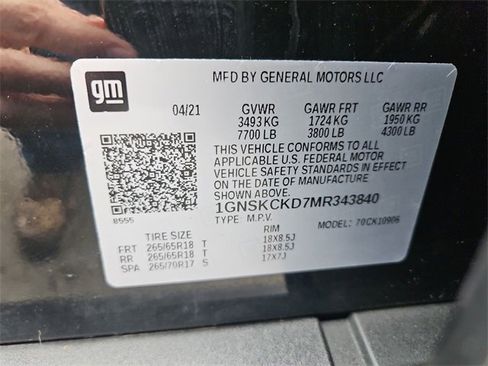 gm
MFD BY GENERAL MOTORS LLC
04/21 GVWR GAWR FRT GAWR RR
3493 KG 1724 KG 1950 KG
7700 LB 3800 LB 4300 LB
THIS VEHICLE CONFORMS TO ALL
APPLICABLE U.S. FEDERAL MOTOR
VEHICLE SAFETY STANDARDS IN EFFECT
ON THE DATE OF MANUFACTURE
1GNSKCKD7MR343840
8555
TYPE: M.P.V. MODEL: 70CK10906
TIRE SIZE RIM
FRT 265/65R18 T 18X8.5J
RR 265/65R18 T 18X8.5J
SPA 265/70R17 S 17X7J